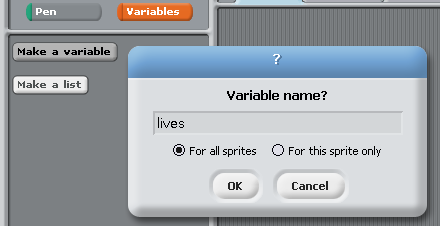 Pen Variables
Make a variable
Make a list
?
Variable name?
lives
For all sprites For this sprite only
OK Cancel